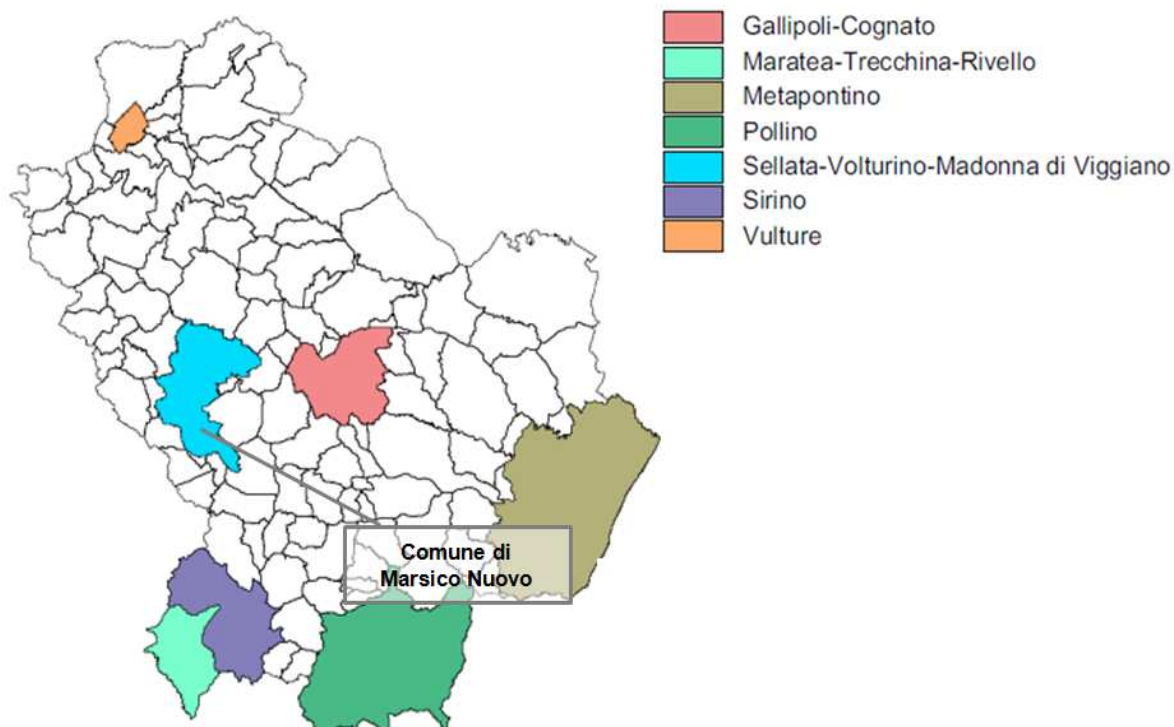 Gallipoli-Cognato
Maratea-Trecchina-Rivello
Metapontino
Pollino
Sellata-Volturino-Madonna di Viggiano
Sirino
Vulture
Comune di
Marsico Nuovo